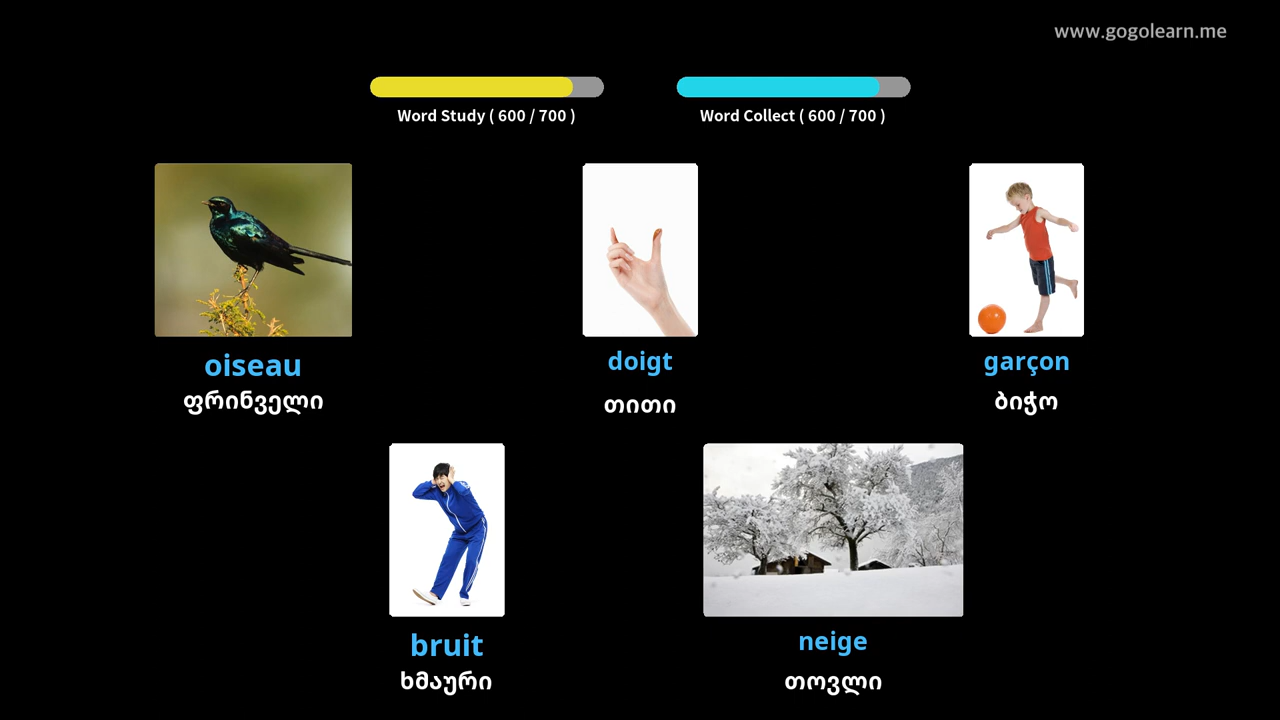 www.gogolearn.me
Word Study ( 600 / 700 )
Word Collect ( 600 / 700 )
oiseau
ფრინველი
doigt
თითი
garçon
ბიჭო
bruit
ხმაური
neige
თოვლი